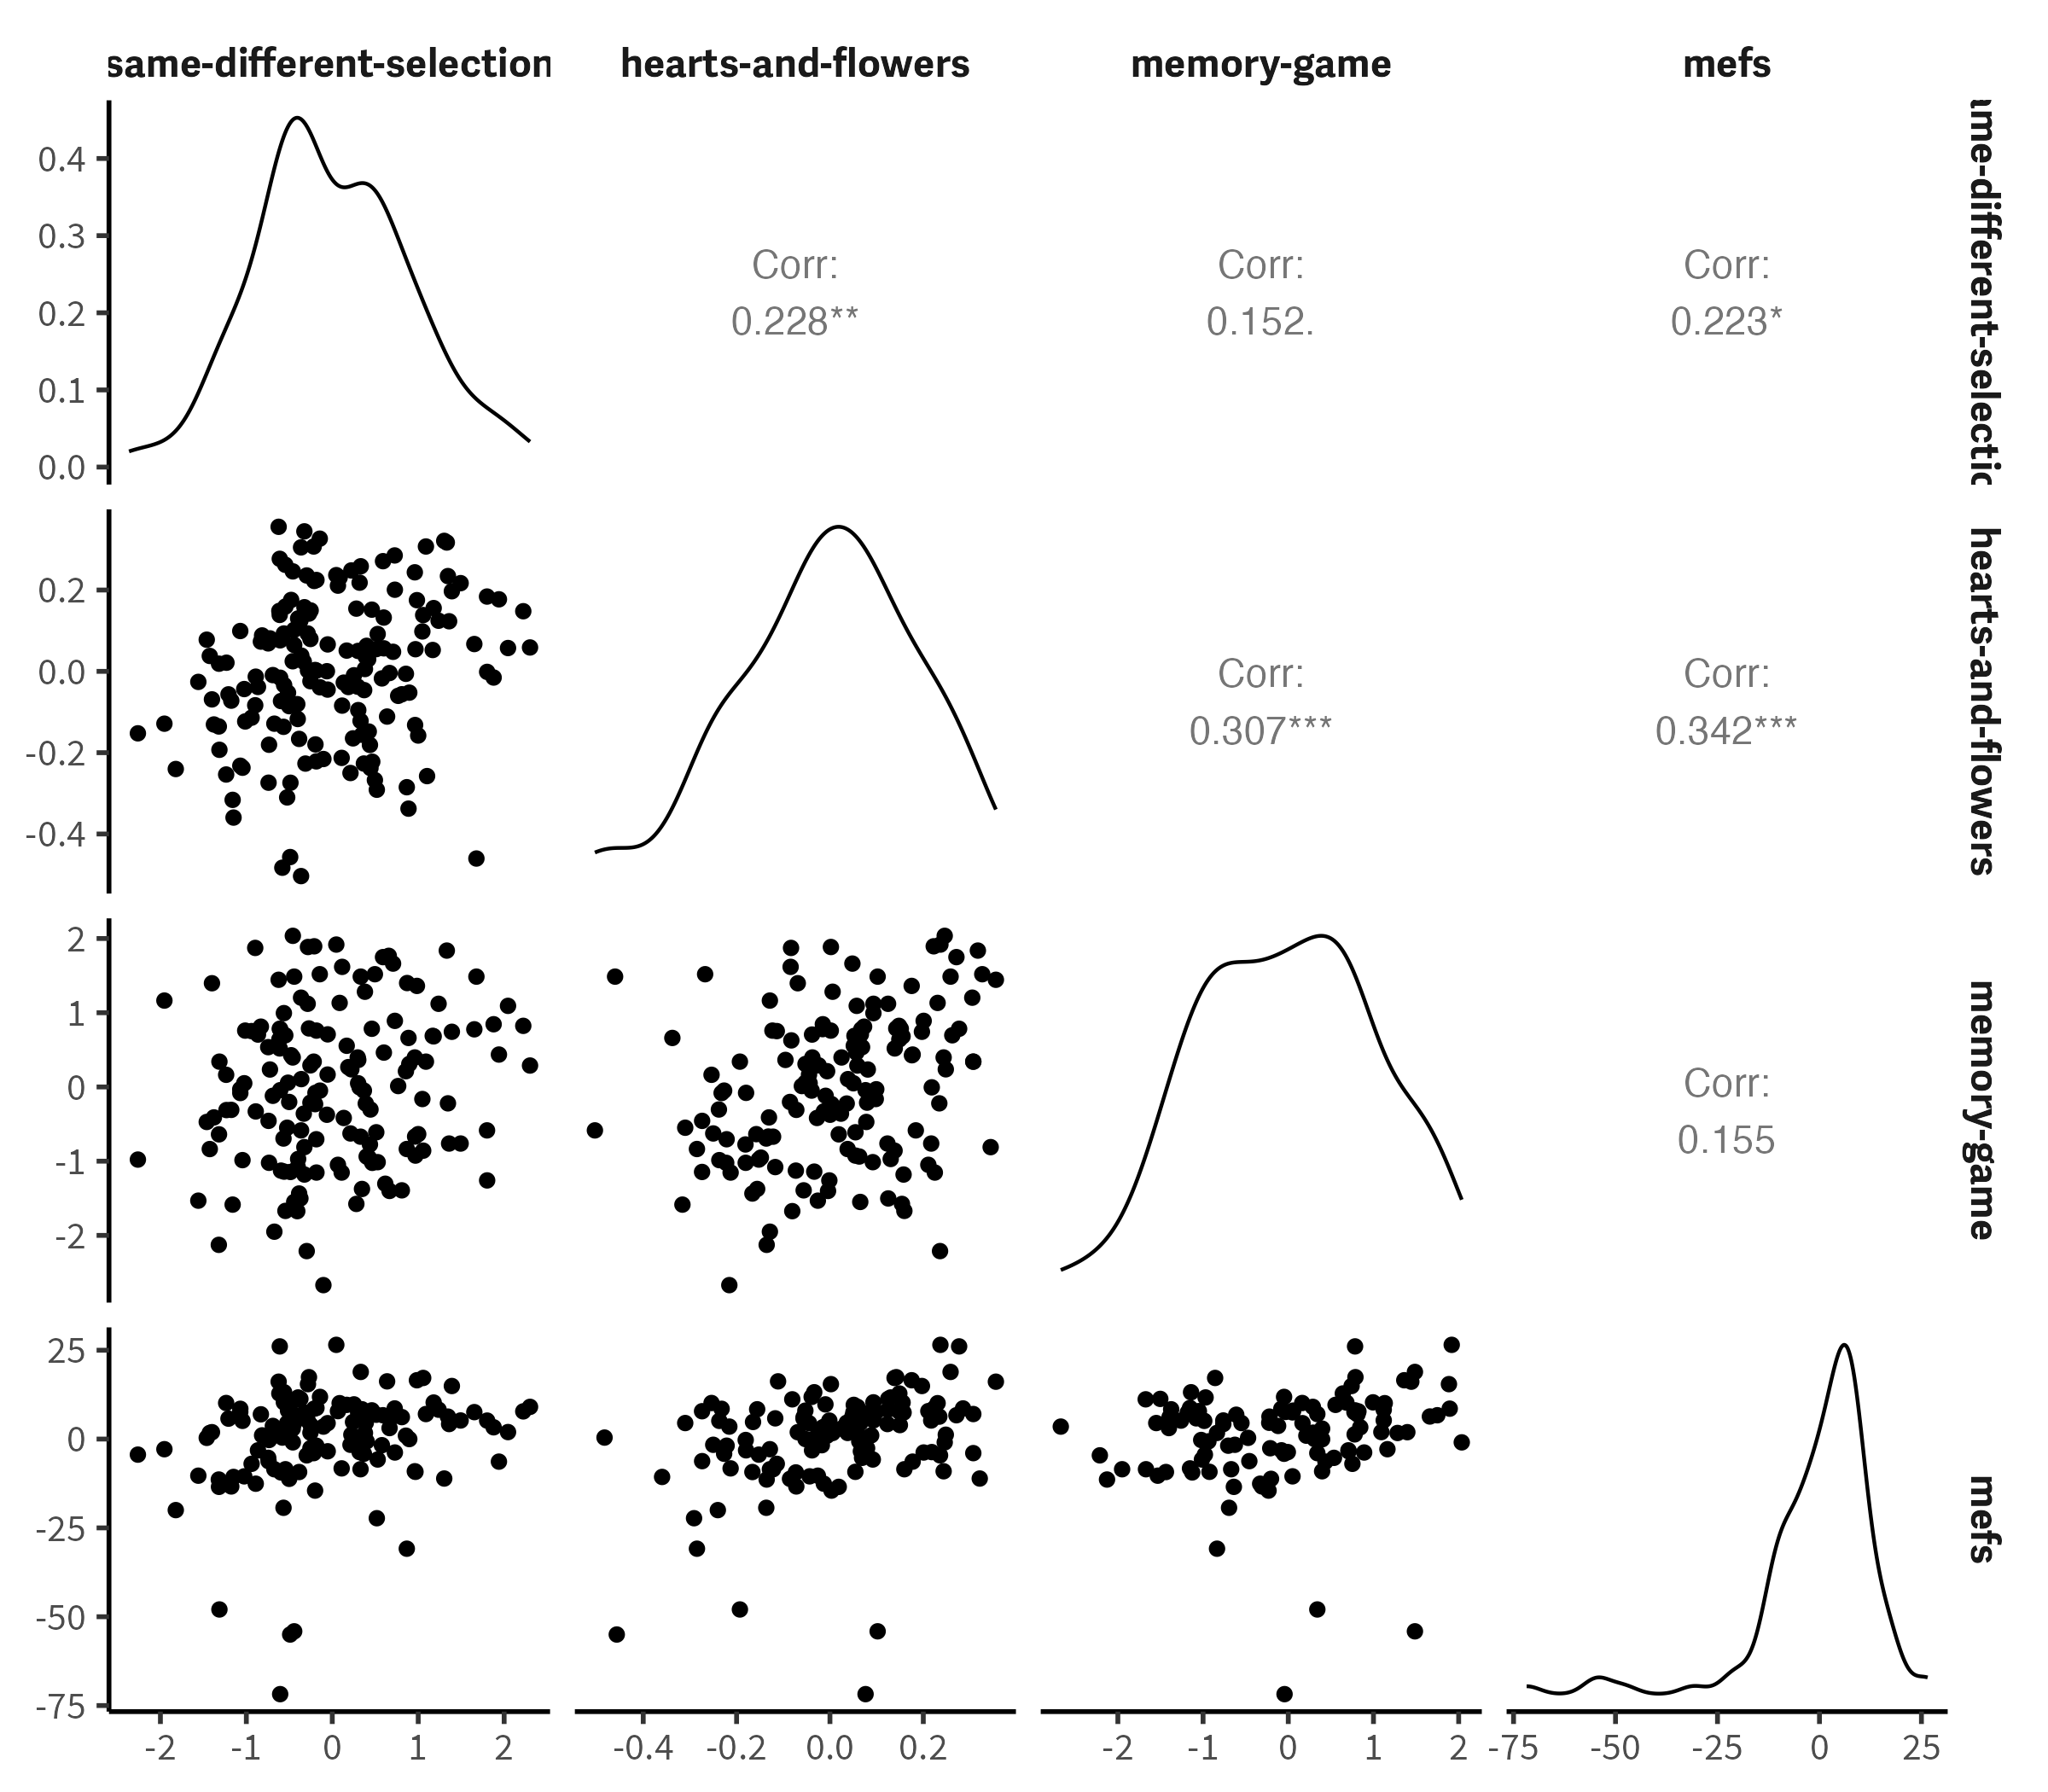 same-different-selection hearts-and-flowers memory-game mefs
0.4
0.3
0.2
0.1
0.0
Corr:
0.228**
Corr:
0.152.
Corr:
0.223*
ame-different-selectic
0.2
0.0
-0.2
-0.4
Corr:
0.307***
Corr:
0.342***
hearts-and-flowers
2
1
0
-1
-2
Corr:
0.155
memory-game
25
0
-25
-50
-75
mefs
-2 -1 0 1 2 -0.4 -0.2 0.0 0.2 -2 -1 0 1 2 -75 -50 -25 0 25